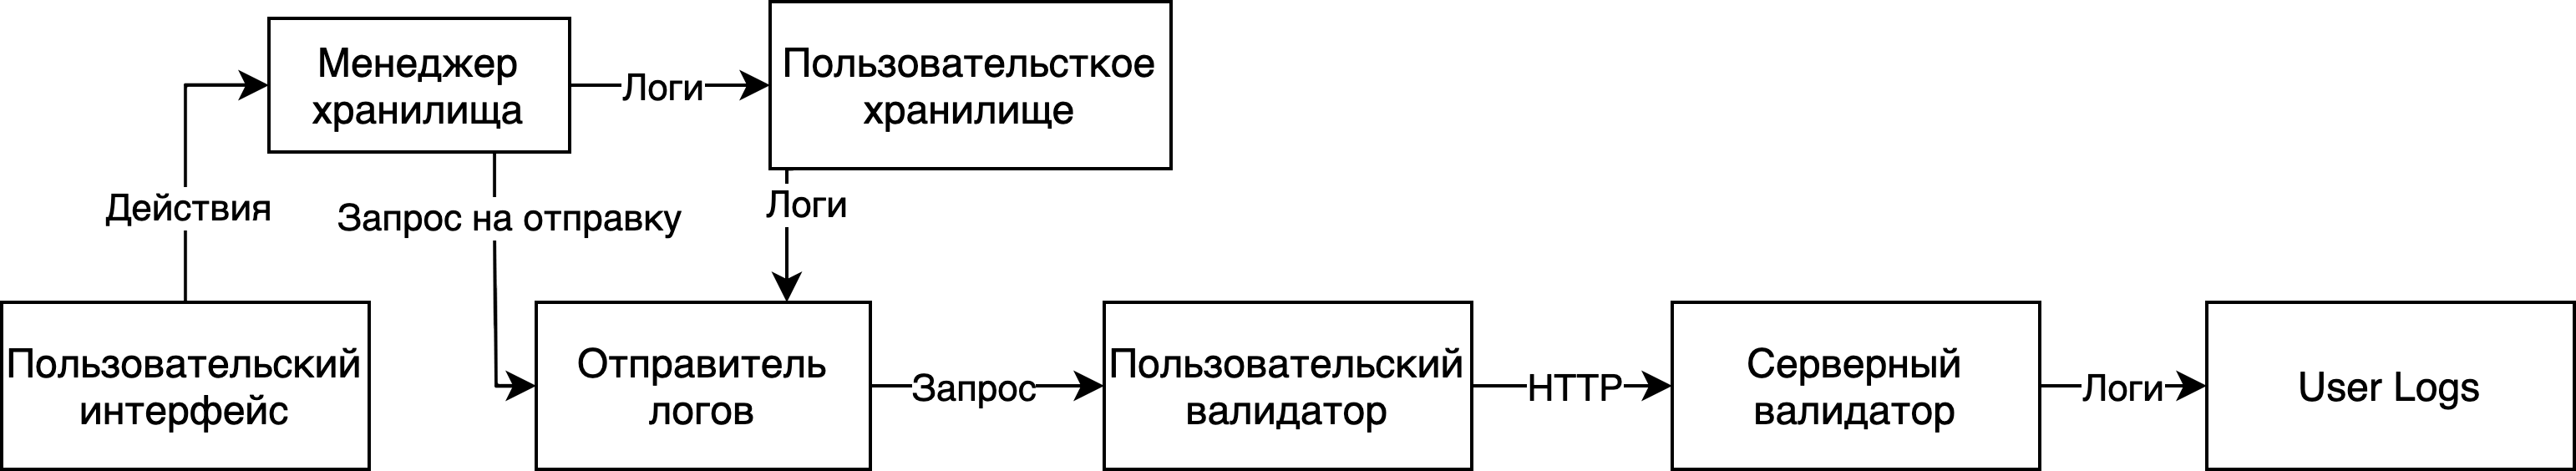 Менеджер
хранилища
Логи
Пользовательсткое
хранилище
Действия
Запрос на отправку
Логи
Пользовательский
интерфейс
Отправитель
логов
Запрос
Пользовательский
валидатор
HTTP
Серверный
валидатор
Логи
User Logs